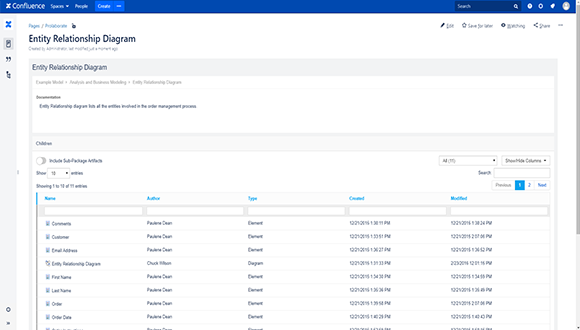 Confluence Spaces People Create Search
Pages / Prolaborate Edit Save for later Watching Share
Entity Relationship Diagram
Created by Administrator, last modified just a moment ago
Entity Relationship Diagram
Example Model > Analysis and Business Modeling > Entity Relationship Diagram
Documentation
Entity Relationship diagram lists all the entities involved in the order management process.
Children
Include Sub-Package Artifacts All (11) Show/Hide Columns
Show 10 entries Search
Showing 1 to 10 of 11 entries Previous 1 2 Next
Name Author Type Created Modified
Comments Paulene Dean Element 12/21/2015 1:38:11 PM 12/21/2015 1:38:24 PM
Customer Paulene Dean Element 12/21/2015 1:33:51 PM 12/21/2015 2:07:06 PM
Email Address Paulene Dean Element 12/21/2015 1:36:27 PM 12/21/2015 1:36:52 PM
Entity Relationship Diagram Chuck Wilson Diagram 12/21/2015 1:31:33 PM 2/23/2016 12:01:16 PM
First Name Paulene Dean Element 12/21/2015 1:34:50 PM 12/21/2015 1:34:59 PM
Last Name Paulene Dean Element 12/21/2015 1:36:36 PM 12/21/2015 1:36:49 PM
Order Paulene Dean Element 12/21/2015 1:39:58 PM 12/21/2015 2:07:06 PM
Order Date Paulene Dean Element 12/21/2015 1:40:29 PM 12/21/2015 1:40:43 PM